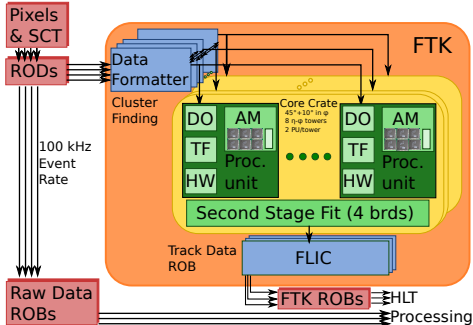 Pixels
& SCT
RODs
FTK
Data
Formatter
Cluster
Finding
Core Crate
45°+10° in φ
8 η-φ towers
2 PU/tower
DO
TF
HW
AM
Proc.
unit
DO
TF
HW
AM
Proc.
unit
100 kHz
Event
Rate
Second Stage Fit (4 brds)
Track Data
ROB
FLIC
Raw Data
ROBs
FTK ROBs
HLT
Processing